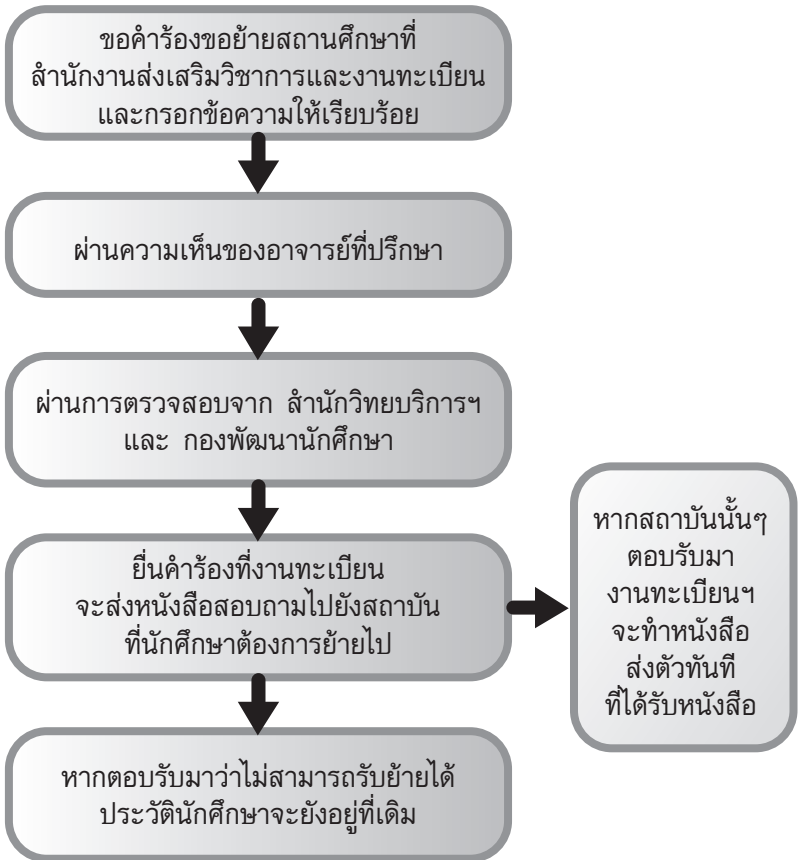 ขอคำร้องขอย้ายสถานศึกษาที่
สำนักงานส่งเสริมวิชาการและงานทะเบียน
และกรอกข้อความให้เรียบร้อย
ผ่านความเห็นของอาจารย์ที่ปรึกษา
ผ่านการตรวจสอบจาก สำนักวิทยบริการฯ
และ กองพัฒนานักศึกษา
ยื่นคำร้องที่งานทะเบียน
จะส่งหนังสือสอบถามไปยังสถาบัน
ที่นักศึกษาต้องการย้ายไป
หากสถาบันนั้นๆ
ตอบรับมา
งานทะเบียนฯ
จะทำหนังสือ
ส่งตัวทันที
ที่ได้รับหนังสือ
หากตอบรับมาว่าไม่สามารถรับย้ายได้
ประวัตินักศึกษาจะยังอยู่ที่เดิม